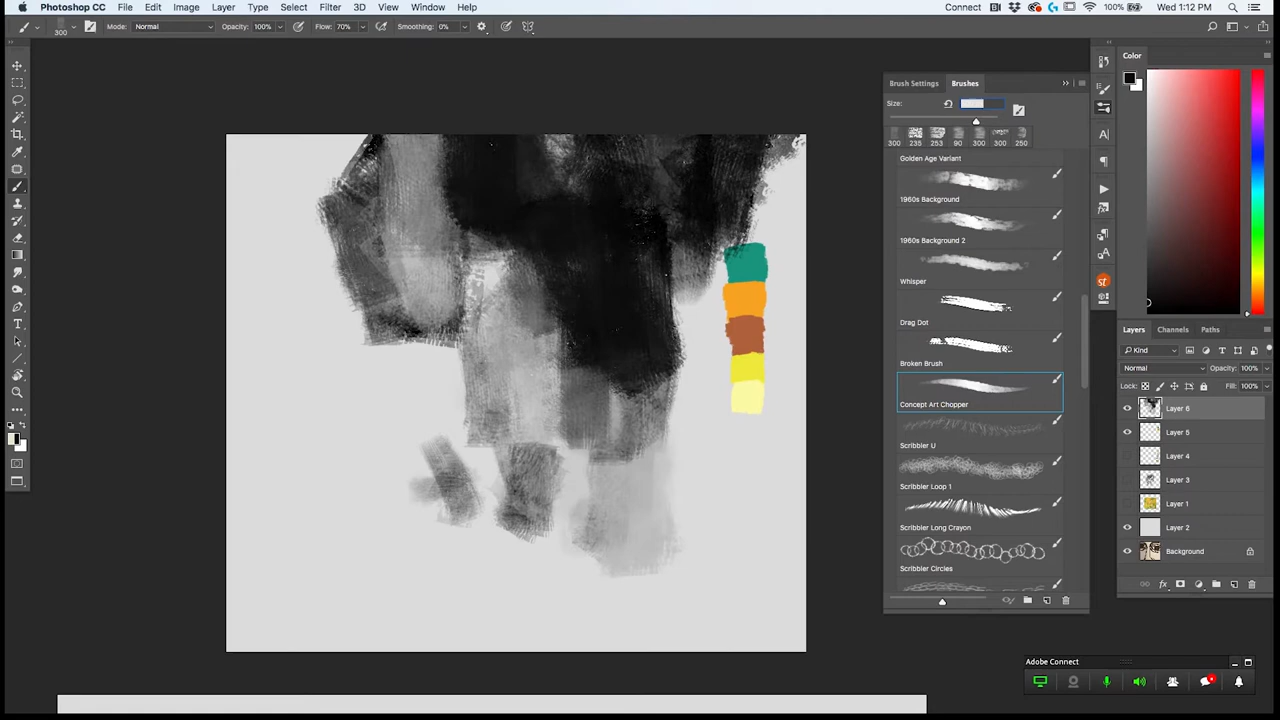 Photoshop CC File Edit Image Layer Type Select Filter 3D View Window Help Connect 100% Wed 1:12 PM
300 Mode: Normal Opacity: 100% Flow: 70% Smoothing: 0%
Brush Settings Brushes
Size:
300 235 253 90 300 300 250
Golden Age Variant
1960s Background
1960s Background 2
Whisper
Drag Dot
Broken Brush
Concept Art Chopper
Scribbler U
Scribbler Loop 1
Scribbler Long Crayon
Scribbler Circles
Color
Layers Channels Paths
Kind
Normal Opacity: 100%
Lock: Fill: 100%
Layer 6
Layer 5
Layer 4
Layer 3
Layer 1
Layer 2
Background
Adobe Connect